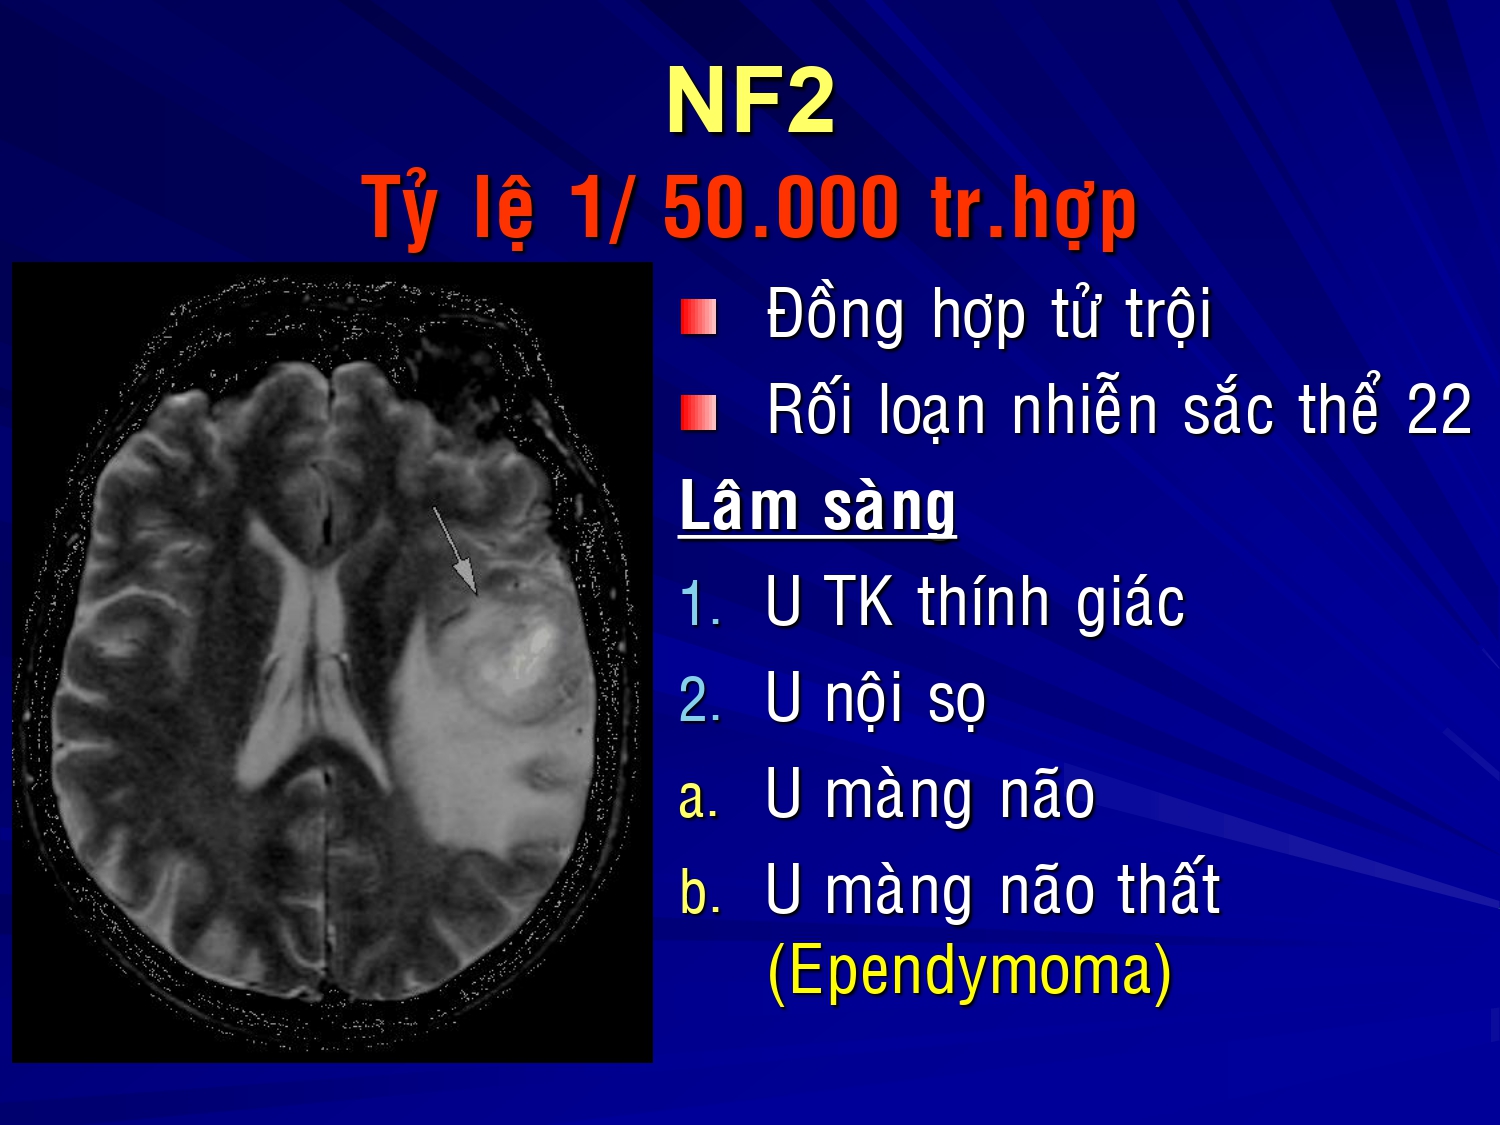 NF2
Tỷ lệ 1/ 50.000 tr.hợp
Đồng hợp tử trội
Rối loạn nhiễn sắc thể 22
Lâm sàng
1. U TK thính giác
2. U nội sọ
a. U màng não
b. U màng não thất
(Ependymoma)